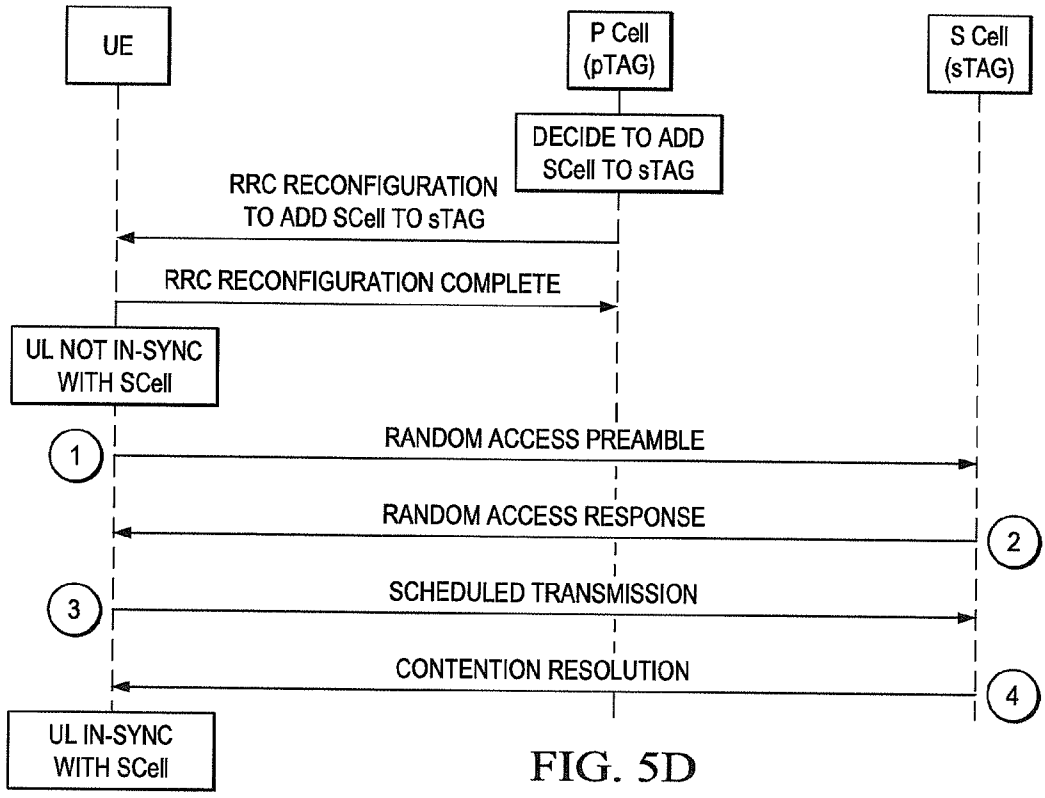 UE
P Cell
(pTAG)
S Cell
(sTAG)
DECIDE TO ADD
SCell TO sTAG
RRC RECONFIGURATION
TO ADD SCell TO sTAG
RRC RECONFIGURATION COMPLETE
UL NOT IN-SYNC
WITH SCell
1
RANDOM ACCESS PREAMBLE
RANDOM ACCESS RESPONSE
2
3
SCHEDULED TRANSMISSION
CONTENTION RESOLUTION
4
UL IN-SYNC
WITH SCell
FIG. 5D